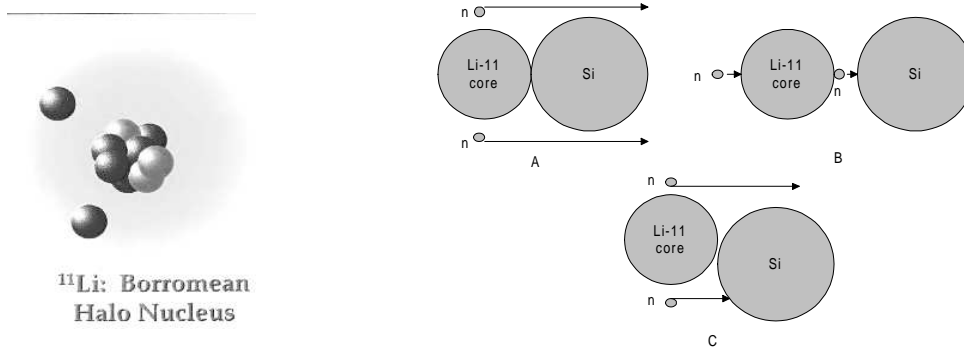 ¹¹Li: Borromean
Halo Nucleus
n
Li-11
core
Si
n
A
n
Li-11
core
n
Si
B
n
Li-11
core
Si
n
C